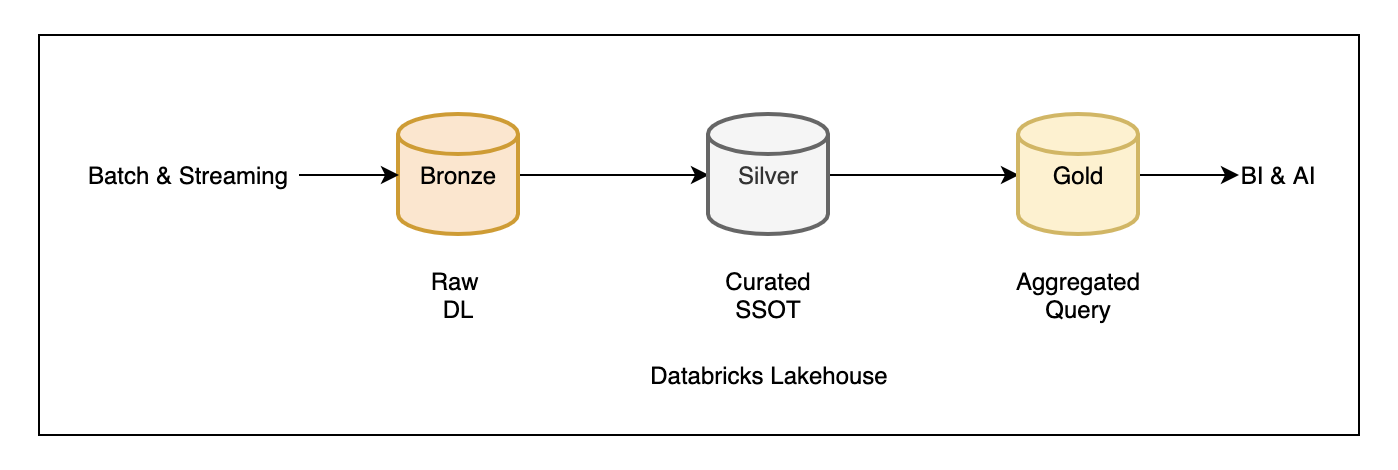 Batch & Streaming
Bronze
Silver
Gold
BI & AI
Raw
DL
Curated
SSOT
Aggregated
Query
Databricks Lakehouse